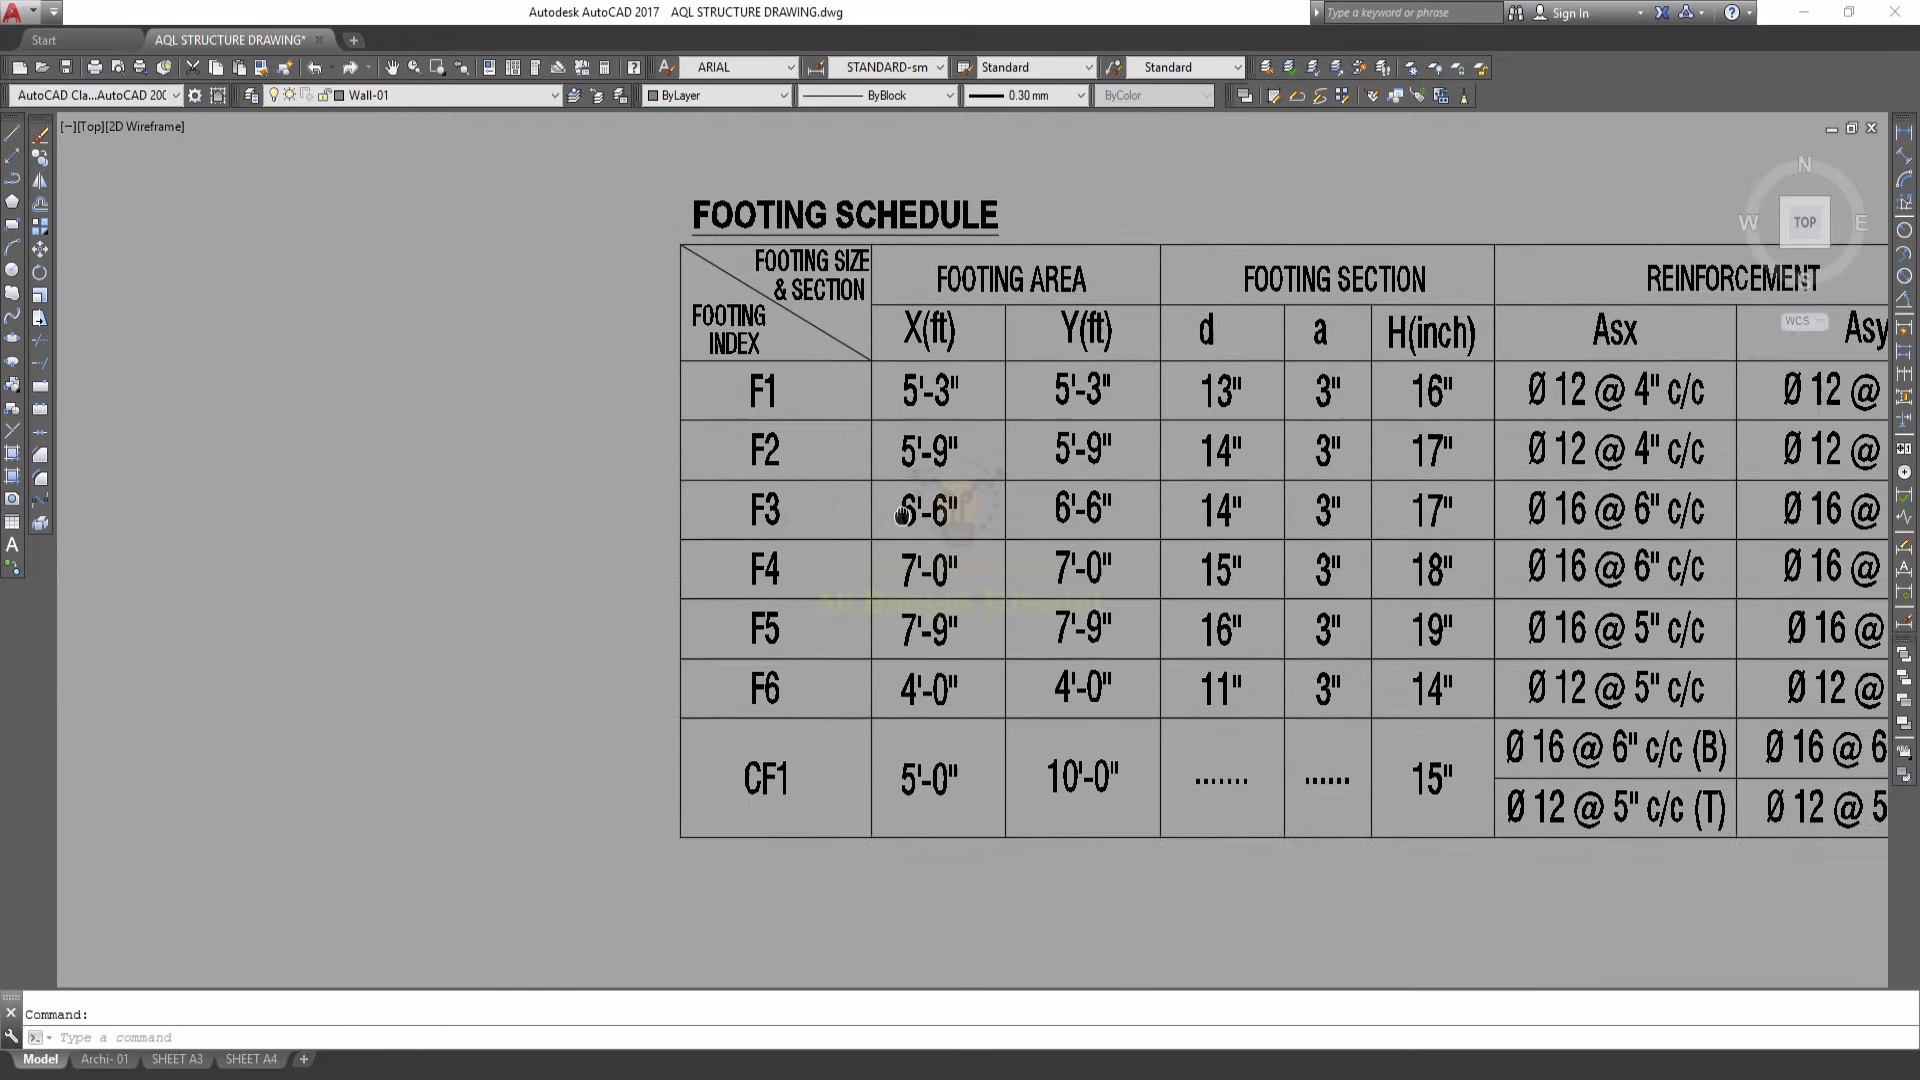 Autodesk AutoCAD 2017 AQL STRUCTURE DRAWING.dwg
Type a keyword or phrase
Sign In
Start
AQL STRUCTURE DRAWING*
ARIAL
STANDARD-sm
Standard
Standard
AutoCAD Cla...AutoCAD 200
Wall-01
ByLayer
ByBlock
0.30 mm
ByColor
[−][Top][2D Wireframe]
N
W TOP E
S
WCS
FOOTING SCHEDULE
FOOTING SIZE
& SECTION
FOOTING
INDEX
FOOTING AREA FOOTING SECTION REINFORCEMENT
X(ft) Y(ft) d a H(inch) Asx Asy
F1 5'-3" 5'-3" 13" 3" 16" Ø 12 @ 4" c/c Ø 12 @
F2 5'-9" 5'-9" 14" 3" 17" Ø 12 @ 4" c/c Ø 12 @
F3 6'-6" 6'-6" 14" 3" 17" Ø 16 @ 6" c/c Ø 16 @
F4 7'-0" 7'-0" 15" 3" 18" Ø 16 @ 6" c/c Ø 16 @
F5 7'-9" 7'-9" 16" 3" 19" Ø 16 @ 5" c/c Ø 16 @
F6 4'-0" 4'-0" 11" 3" 14" Ø 12 @ 5" c/c Ø 12 @
CF1 5'-0" 10'-0" ....... ...... 15"
Ø 16 @ 6" c/c (B) Ø 16 @ 6
Ø 12 @ 5" c/c (T) Ø 12 @ 5
Command:
Type a command
Model Archi- 01 SHEET A3 SHEET A4